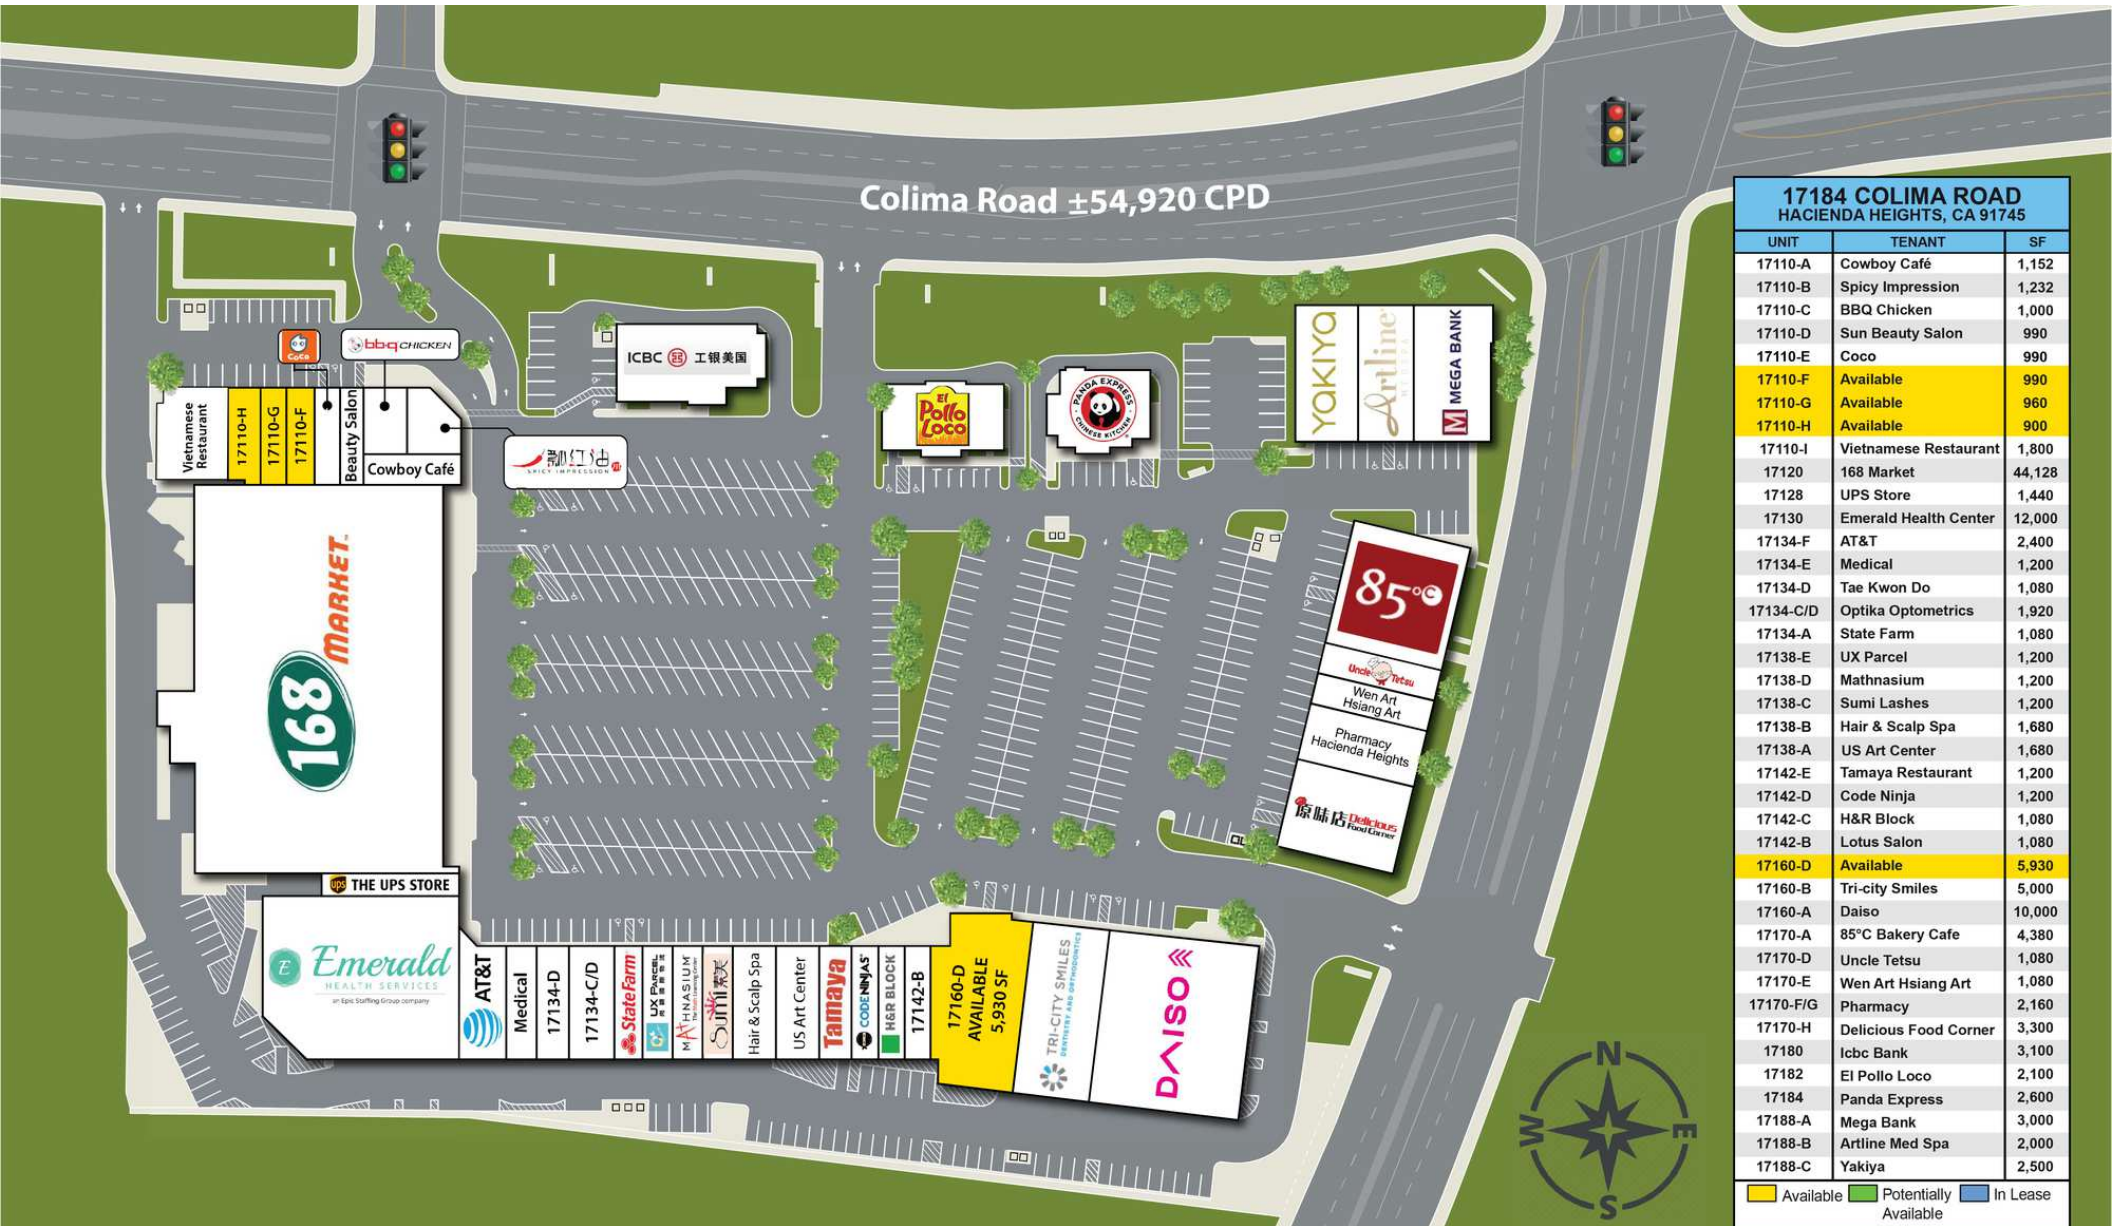 Colima Road ±54,920 CPD
CoCo
bb.q CHICKEN
ICBC 工银美国
El Pollo Loco
PANDA EXPRESS
CHINESE KITCHEN
YAKIYA
Artline
MEGA BANK
Vietnamese
Restaurant
17110-H
17110-G
17110-F
Beauty Salon
Cowboy Café
SPICY IMPRESSION
168
MARKET
85°C
Uncle Tetsu
Wen Art
Hsiang Art
Pharmacy
Hacienda Heights
原味店 Delicious
Food Corner
ups THE UPS STORE
E Emerald
HEALTH SERVICES
an Epic Staffing Group company
AT&T
Medical
17134-D
17134-C/D
StateFarm
UX PARCEL
MATHNASIUM
Sumi
Hair & Scalp Spa
US Art Center
Tamaya
CODENINJAS
H&R BLOCK
17142-B
17160-D
AVAILABLE
5,930 SF
TRI-CITY SMILES
DENTISTRY AND ORTHODONTICS
DAISO
N
W
E
S
17184 COLIMA ROAD
HACIENDA HEIGHTS, CA 91745
UNIT TENANT SF
17110-A Cowboy Café 1,152
17110-B Spicy Impression 1,232
17110-C BBQ Chicken 1,000
17110-D Sun Beauty Salon 990
17110-E Coco 990
17110-F Available 990
17110-G Available 960
17110-H Available 900
17110-I Vietnamese Restaurant 1,800
17120 168 Market 44,128
17128 UPS Store 1,440
17130 Emerald Health Center 12,000
17134-F AT&T 2,400
17134-E Medical 1,200
17134-D Tae Kwon Do 1,080
17134-C/D Optika Optometrics 1,920
17134-A State Farm 1,080
17138-E UX Parcel 1,200
17138-D Mathnasium 1,200
17138-C Sumi Lashes 1,200
17138-B Hair & Scalp Spa 1,680
17138-A US Art Center 1,680
17142-E Tamaya Restaurant 1,200
17142-D Code Ninja 1,200
17142-C H&R Block 1,080
17142-B Lotus Salon 1,080
17160-D Available 5,930
17160-B Tri-city Smiles 5,000
17160-A Daiso 10,000
17170-A 85°C Bakery Cafe 4,380
17170-D Uncle Tetsu 1,080
17170-E Wen Art Hsiang Art 1,080
17170-F/G Pharmacy 2,160
17170-H Delicious Food Corner 3,300
17180 Icbc Bank 3,100
17182 El Pollo Loco 2,100
17184 Panda Express 2,600
17188-A Mega Bank 3,000
17188-B Artline Med Spa 2,000
17188-C Yakiya 2,500
Available Potentially In Lease
Available